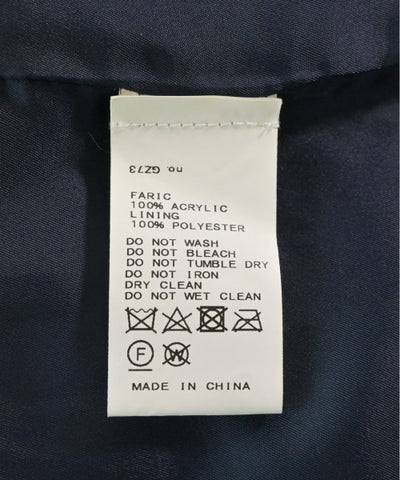 no. GZ73
FARIC
100% ACRYLIC
LINING
100% POLYESTER
DO NOT WASH
DO NOT BLEACH
DO NOT TUMBLE DRY
DO NOT IRON
DRY CLEAN
DO NOT WET CLEAN
F W
MADE IN CHINA